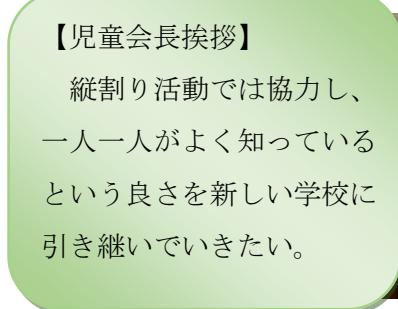 【児童会長挨拶】
　縦割り活動では協力し、
一人一人がよく知っている
という良さを新しい学校に
引き継いでいきたい。